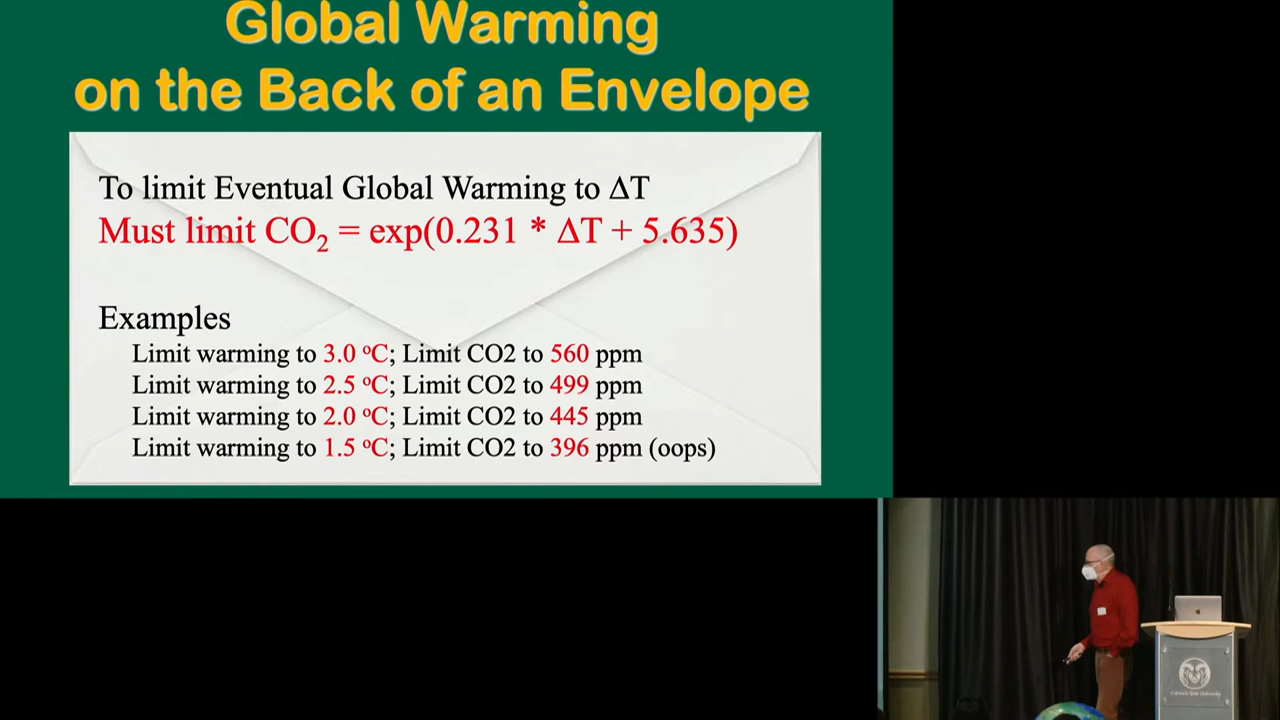 Global Warming
on the Back of an Envelope
To limit Eventual Global Warming to ΔT
Must limit CO₂ = exp(0.231 * ΔT + 5.635)
Examples
Limit warming to 3.0 ºC; Limit CO2 to 560 ppm
Limit warming to 2.5 ºC; Limit CO2 to 499 ppm
Limit warming to 2.0 ºC; Limit CO2 to 445 ppm
Limit warming to 1.5 ºC; Limit CO2 to 396 ppm (oops)
Colorado State University